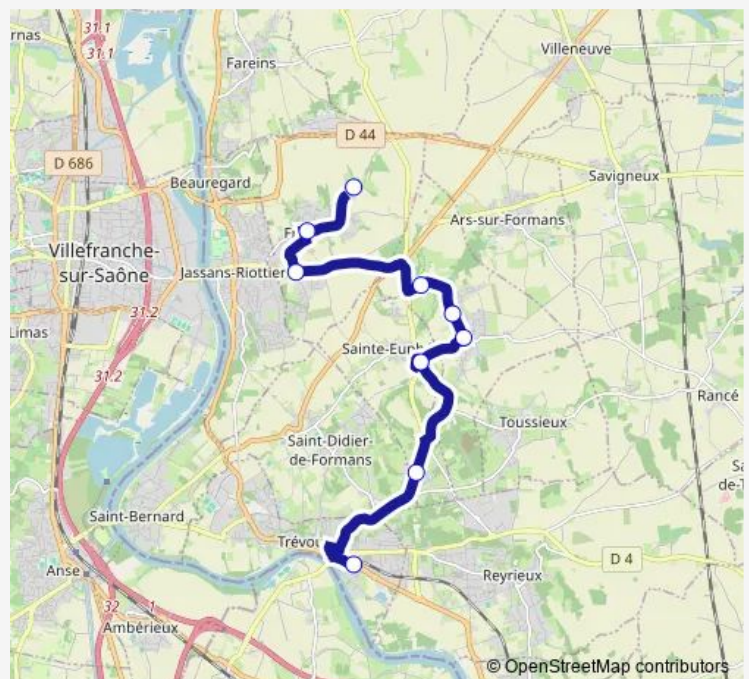 rnas
31.1
31.1
Villeneuve
Fareins
D 44
D 686
Beauregard
Savigneux
Ars-sur-Formans
Villefranche-
sur-Saône
Jassans-Riottier
31.2
Limas
Sainte-Euph
31.2
Rancé
Toussieux
Saint-Didier-
de-Formans
de-T
Saint-Bernard
Trévou
D 4
Anse
Reyrieux
32
1
Ambérieux
© OpenStreetMap contributors